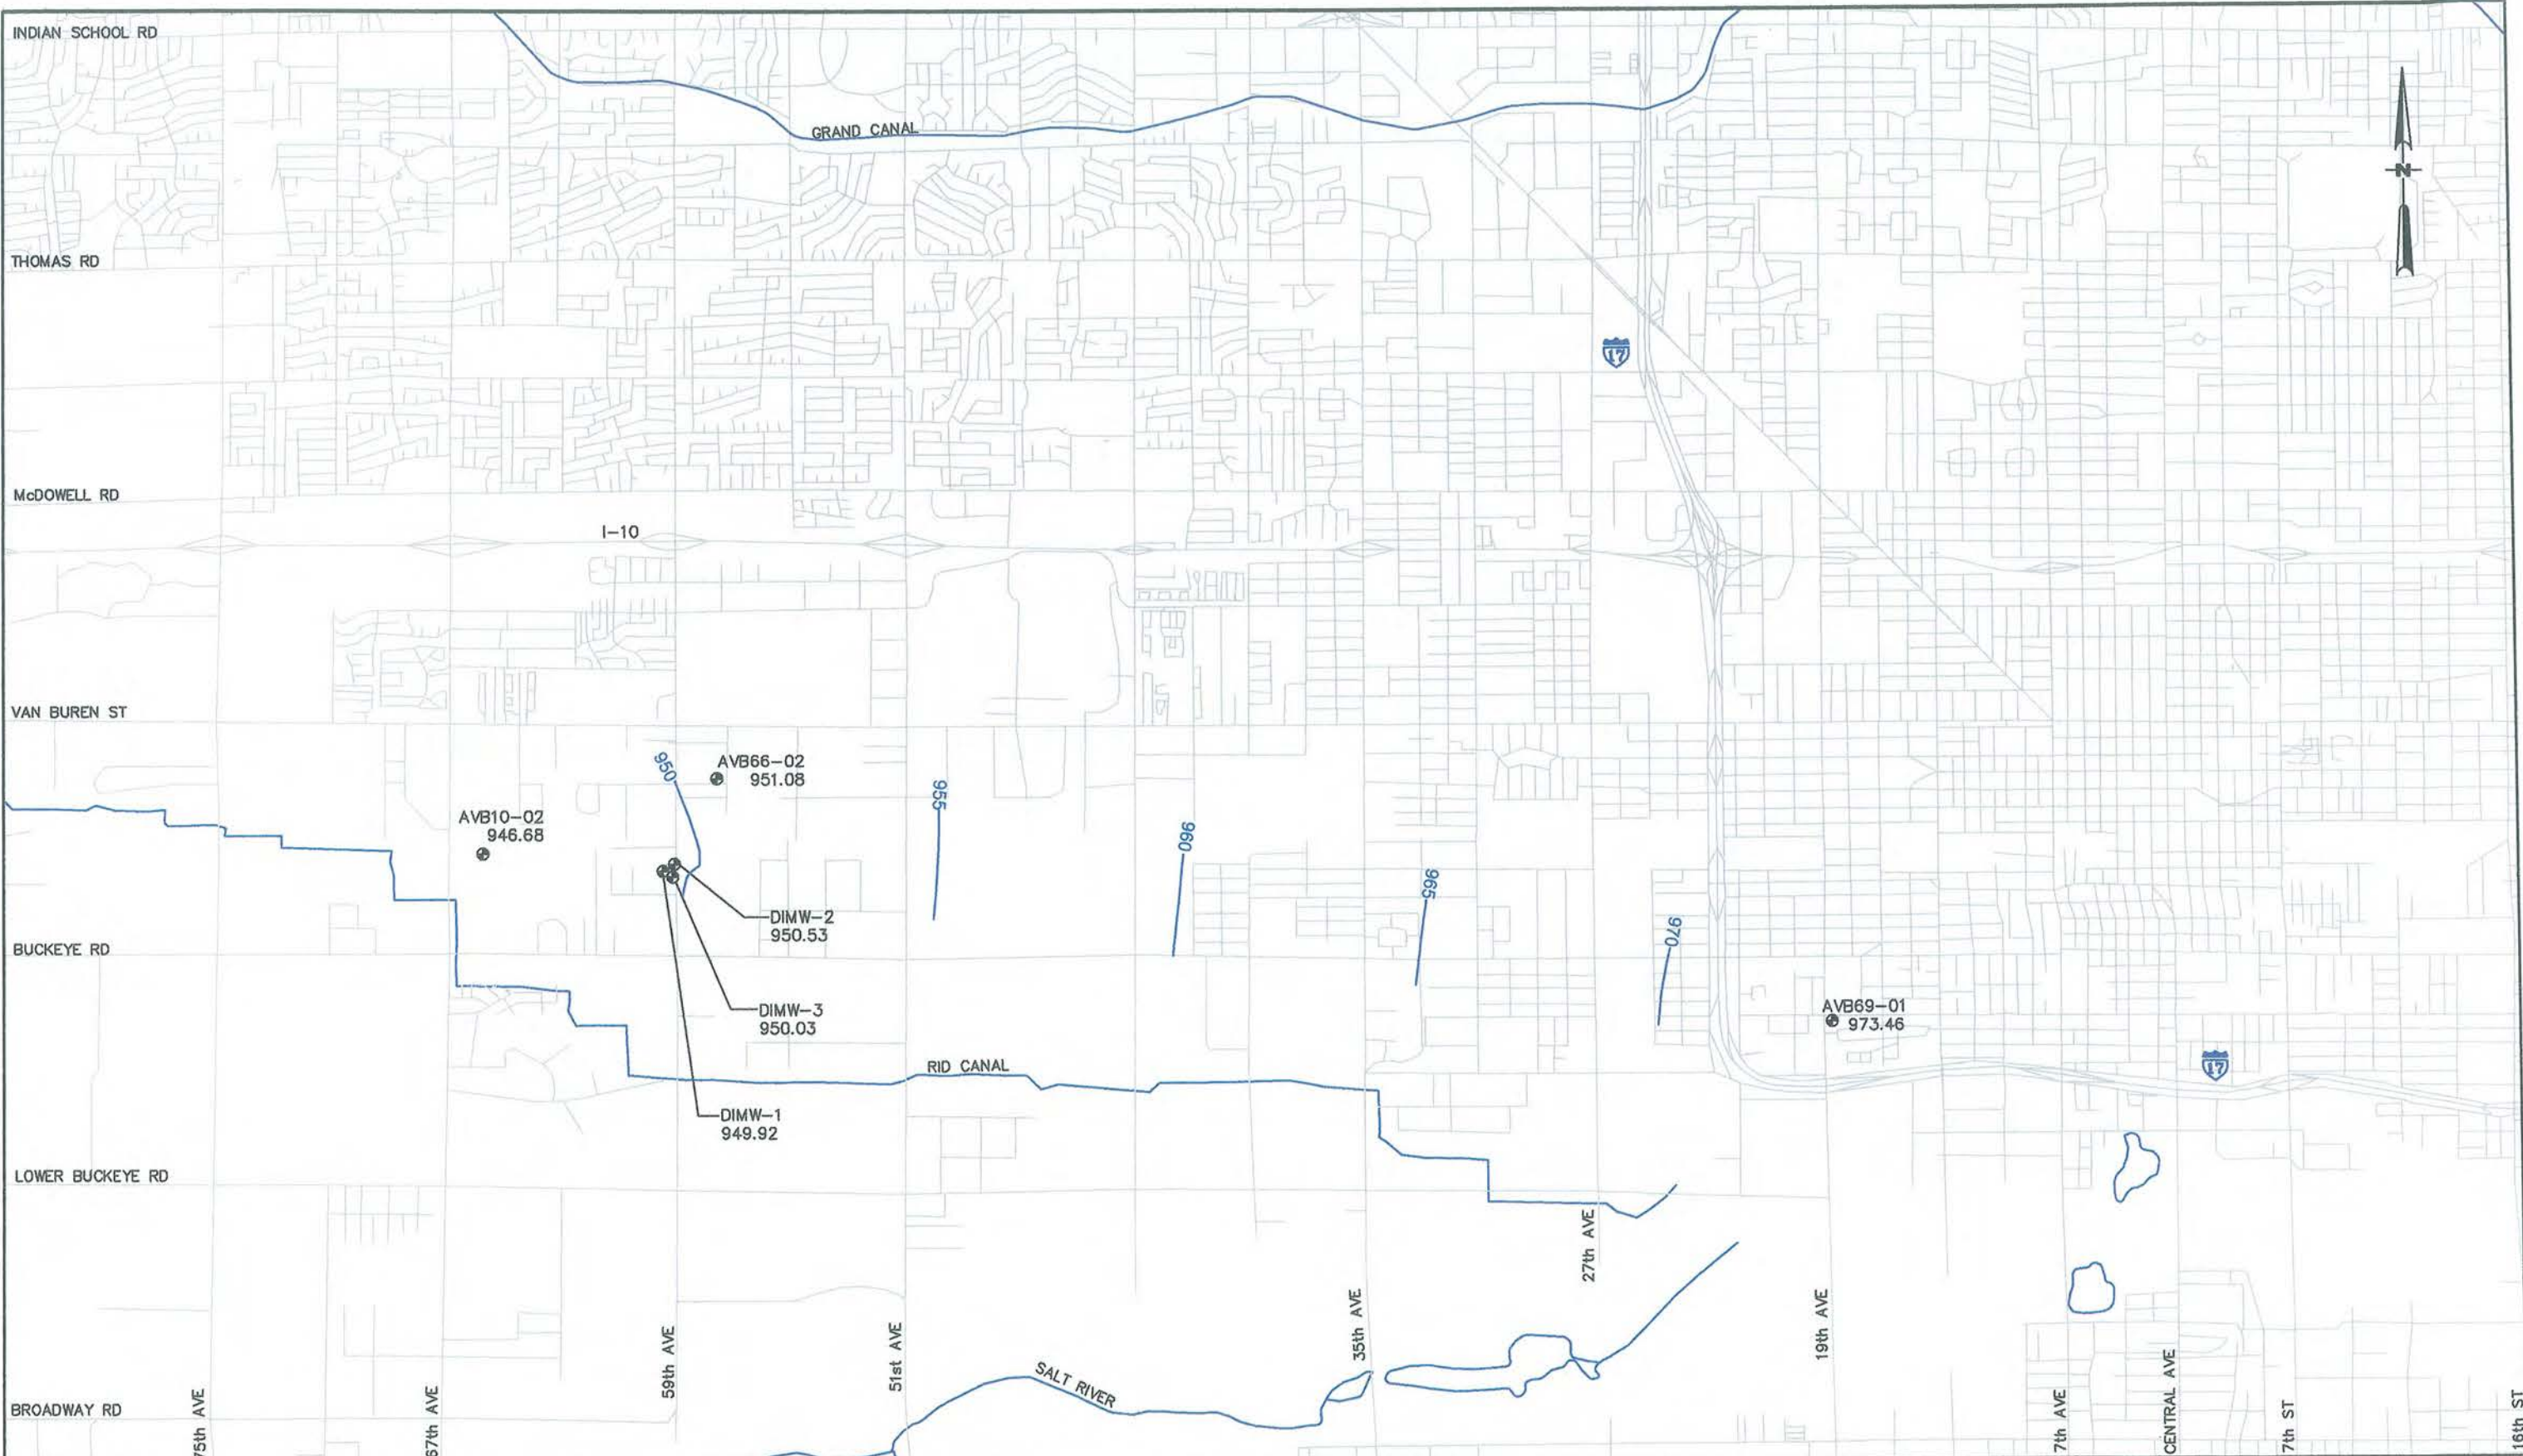 INDIAN SCHOOL RD
GRAND CANAL
N
THOMAS RD
17
McDOWELL RD
I-10
VAN BUREN ST
950
AVB66-02
951.08
955
AVB10-02
946.68
960
965
DIMW-2
950.53
970
BUCKEYE RD
DIMW-3
950.03
AVB69-01
973.46
RID CANAL
17
DIMW-1
949.92
LOWER BUCKEYE RD
27th AVE
35th AVE
19th AVE
59th AVE
51st AVE
SALT RIVER
BROADWAY RD
75th AVE
67th AVE
7th AVE
CENTRAL AVE
7th ST
16th ST